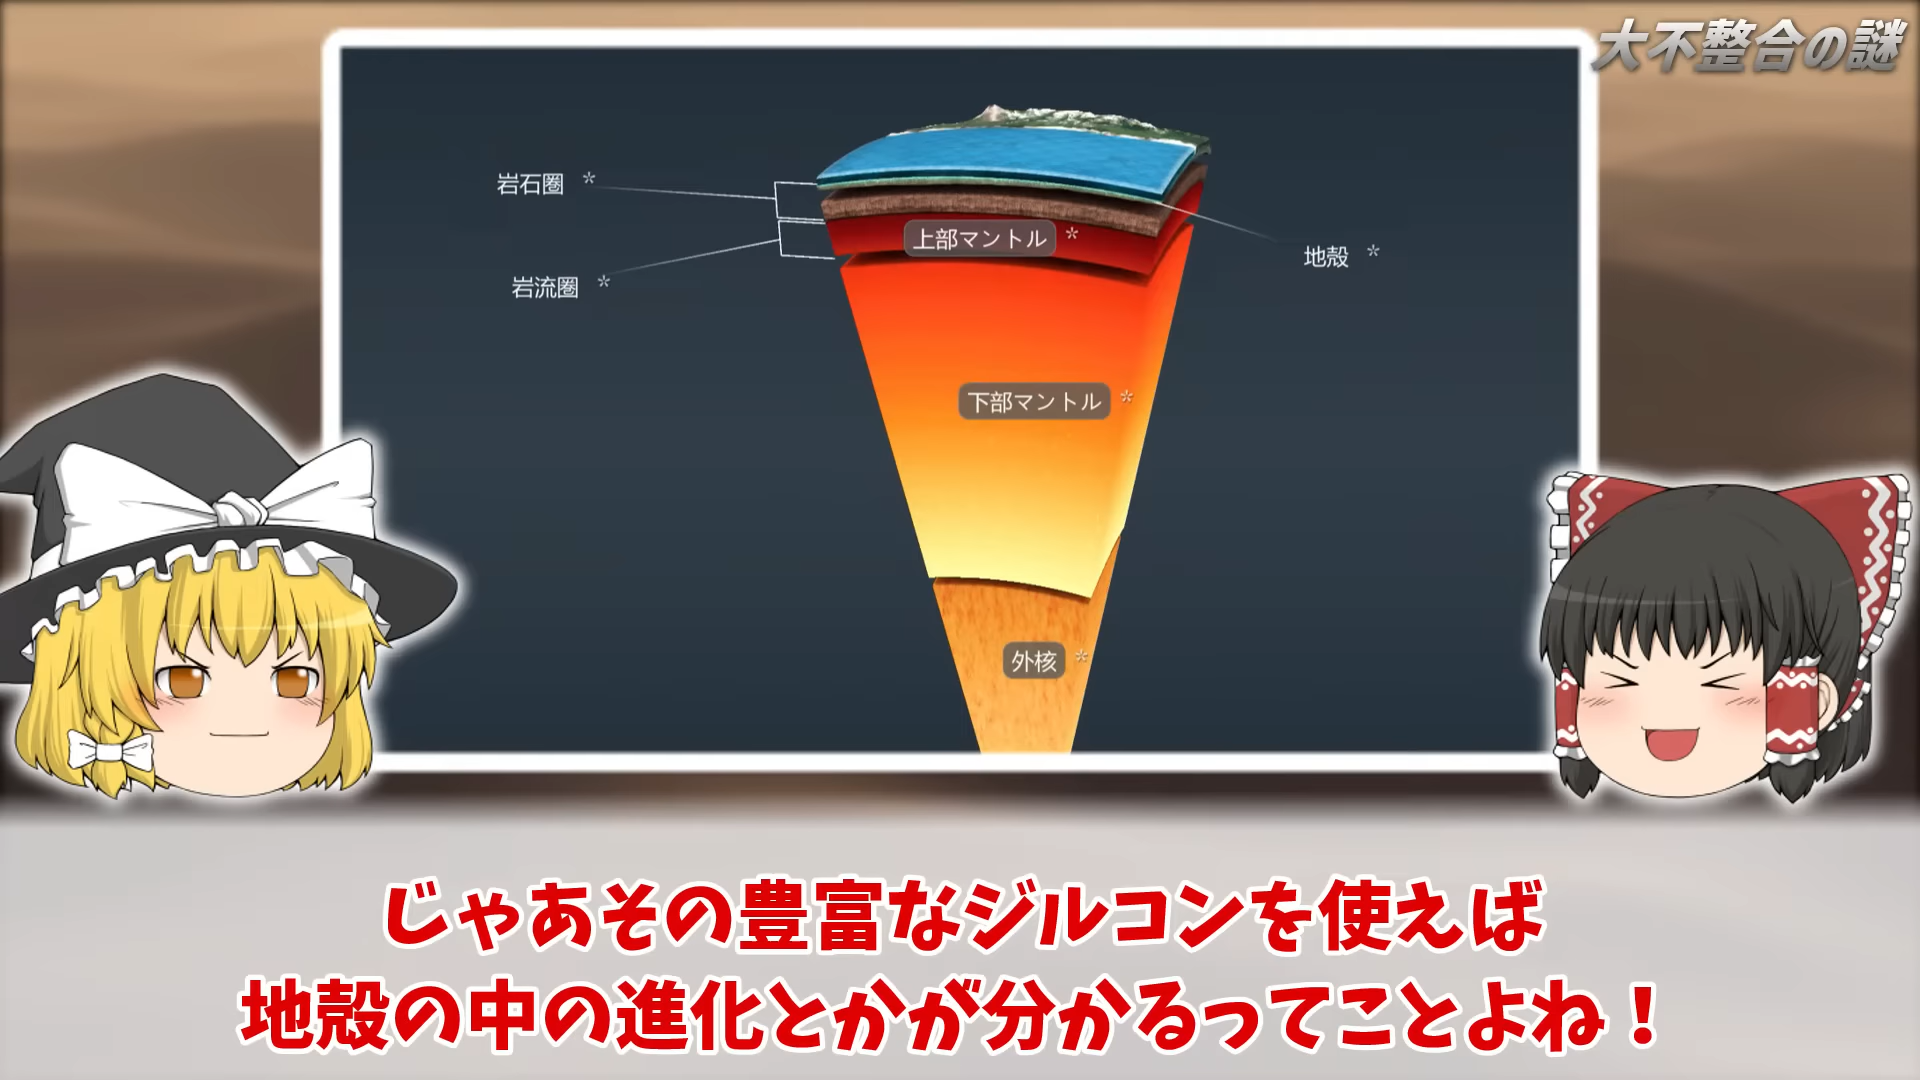 大不整合の謎
岩石圏 *
上部マントル *
地殻 *
岩流圏 *
下部マントル *
外核 *
じゃあその豊富なジルコンを使えば
地殻の中の進化とかが分かるってことよね！